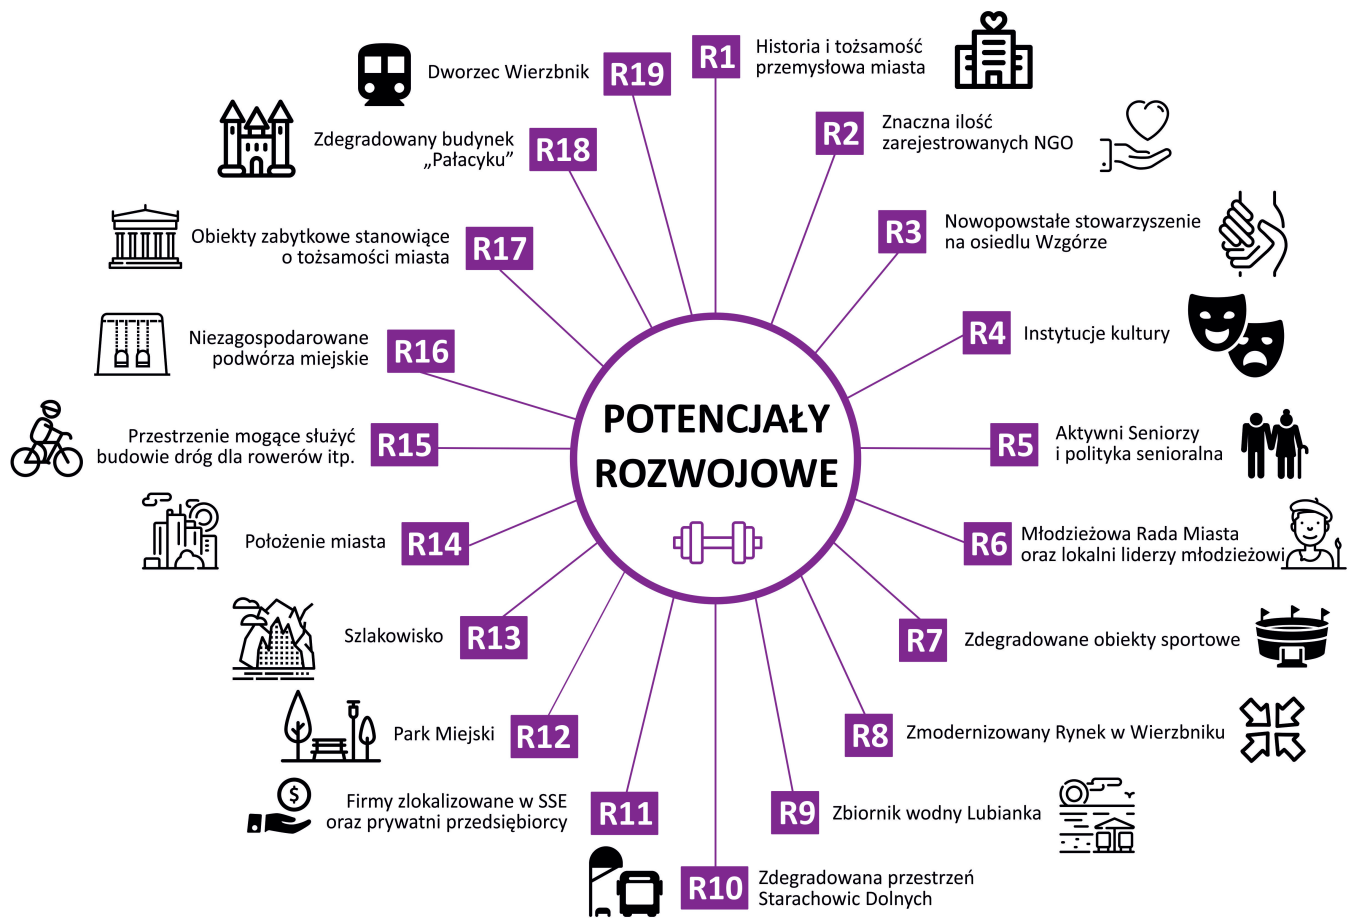 POTENCJAŁY
ROZWOJOWE
R1
Historia i tożsamość
przemysłowa miasta
R2
Znaczna ilość
zarejestrowanych NGO
R3
Nowopowstałe stowarzyszenie
na osiedlu Wzgórze
R4
Instytucje kultury
R5
Aktywni Seniorzy
i polityka senioralna
R6
Młodzieżowa Rada Miasta
oraz lokalni liderzy młodzieżowi
R7
Zdegradowane obiekty sportowe
R8
Zmodernizowany Rynek w Wierzbniku
R9
Zbiornik wodny Lubianka
R10
Zdegradowana przestrzeń
Starachowic Dolnych
R11
Firmy zlokalizowane w SSE
oraz prywatni przedsiębiorcy
$
R12
Park Miejski
R13
Szlakowisko
R14
Położenie miasta
R15
Przestrzenie mogące służyć
budowie dróg dla rowerów itp.
R16
Niezagospodarowane
podwórza miejskie
R17
Obiekty zabytkowe stanowiące
o tożsamości miasta
R18
Zdegradowany budynek
„Pałacyku”
R19
Dworzec Wierzbnik